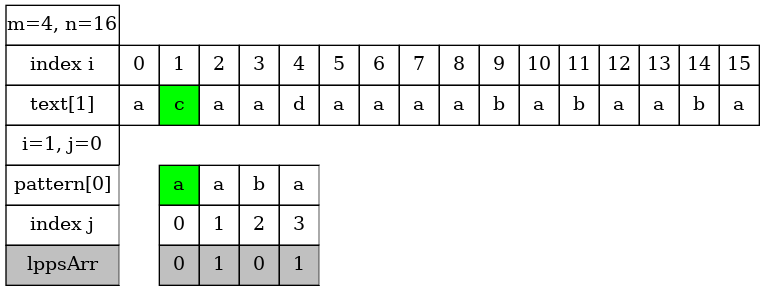 m=4, n=16
index i 0 1 2 3 4 5 6 7 8 9 10 11 12 13 14 15
text[1] a c a a d a a a a b a b a a b a
i=1, j=0
pattern[0] a a b a
index j 0 1 2 3
lppsArr 0 1 0 1